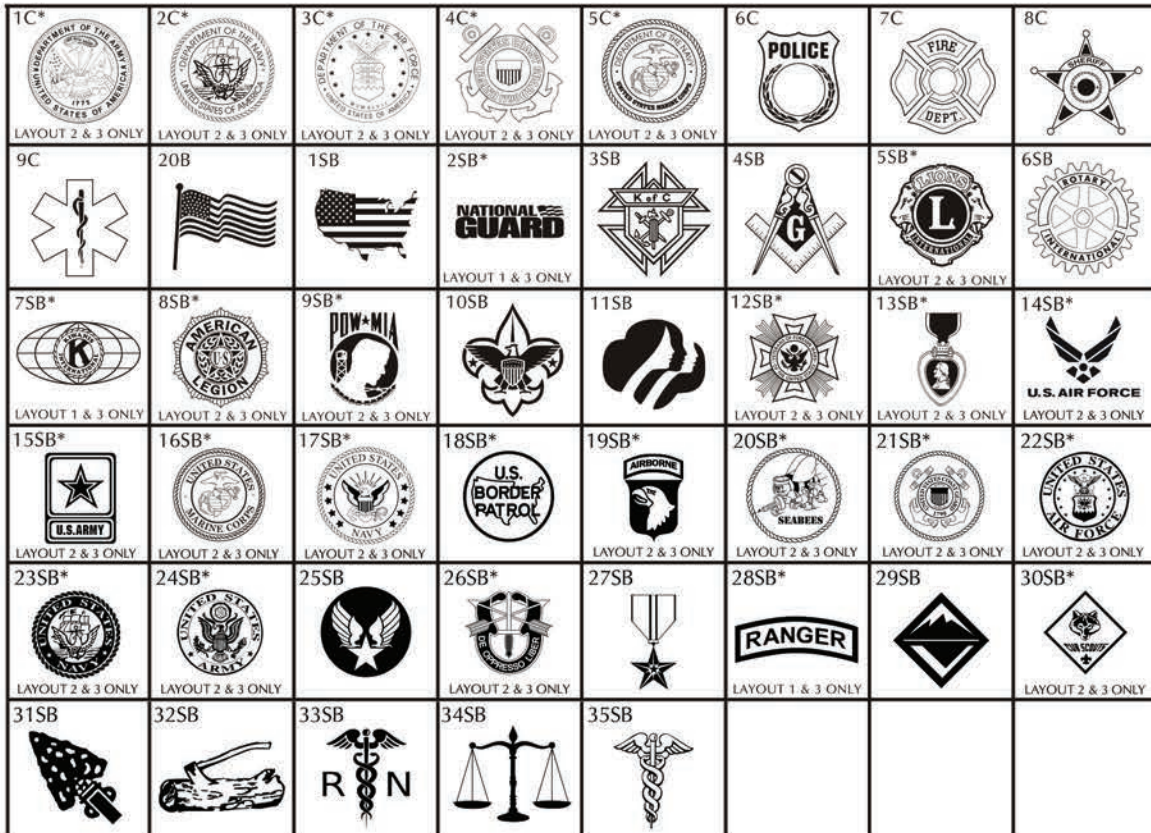 1C*
DEPARTMENT OF THE ARMY
UNITED STATES OF AMERICA
1775
LAYOUT 2 & 3 ONLY
2C*
DEPARTMENT OF THE NAVY
UNITED STATES OF AMERICA
LAYOUT 2 & 3 ONLY
3C*
DEPARTMENT OF THE AIR FORCE
UNITED STATES OF AMERICA
LAYOUT 2 & 3 ONLY
4C*
UNITED STATES COAST GUARD
LAYOUT 2 & 3 ONLY
5C*
DEPARTMENT OF THE NAVY
UNITED STATES MARINE CORPS
LAYOUT 2 & 3 ONLY
6C
POLICE
7C
FIRE
DEPT.
8C
SHERIFF
9C
20B
1SB
2SB*
NATIONAL
GUARD
LAYOUT 1 & 3 ONLY
3SB
K of C
4SB
G
5SB*
LIONS
L
INTERNATIONAL
LAYOUT 2 & 3 ONLY
6SB
ROTARY
INTERNATIONAL
7SB*
K
LAYOUT 1 & 3 ONLY
8SB*
AMERICAN
US
LEGION
LAYOUT 2 & 3 ONLY
9SB*
POW★MIA
LAYOUT 2 & 3 ONLY
10SB
11SB
12SB*
LAYOUT 2 & 3 ONLY
13SB*
LAYOUT 2 & 3 ONLY
14SB*
U.S. AIR FORCE
LAYOUT 2 & 3 ONLY
15SB*
U.S. ARMY
LAYOUT 2 & 3 ONLY
16SB*
UNITED STATES
MARINE CORPS
LAYOUT 2 & 3 ONLY
17SB*
UNITED STATES
NAVY
LAYOUT 2 & 3 ONLY
18SB*
U.S.
BORDER
PATROL
19SB*
AIRBORNE
LAYOUT 2 & 3 ONLY
20SB*
SEABEES
LAYOUT 2 & 3 ONLY
21SB*
1790
LAYOUT 2 & 3 ONLY
22SB*
UNITED STATES
AIR FORCE
LAYOUT 2 & 3 ONLY
23SB*
UNITED STATES
NAVY
LAYOUT 2 & 3 ONLY
24SB*
UNITED STATES
ARMY
LAYOUT 2 & 3 ONLY
25SB
26SB*
DE OPPRESSO LIBER
LAYOUT 2 & 3 ONLY
27SB
28SB*
RANGER
LAYOUT 1 & 3 ONLY
29SB
30SB*
CUB SCOUTS
LAYOUT 2 & 3 ONLY
31SB
32SB
33SB
R N
34SB
35SB